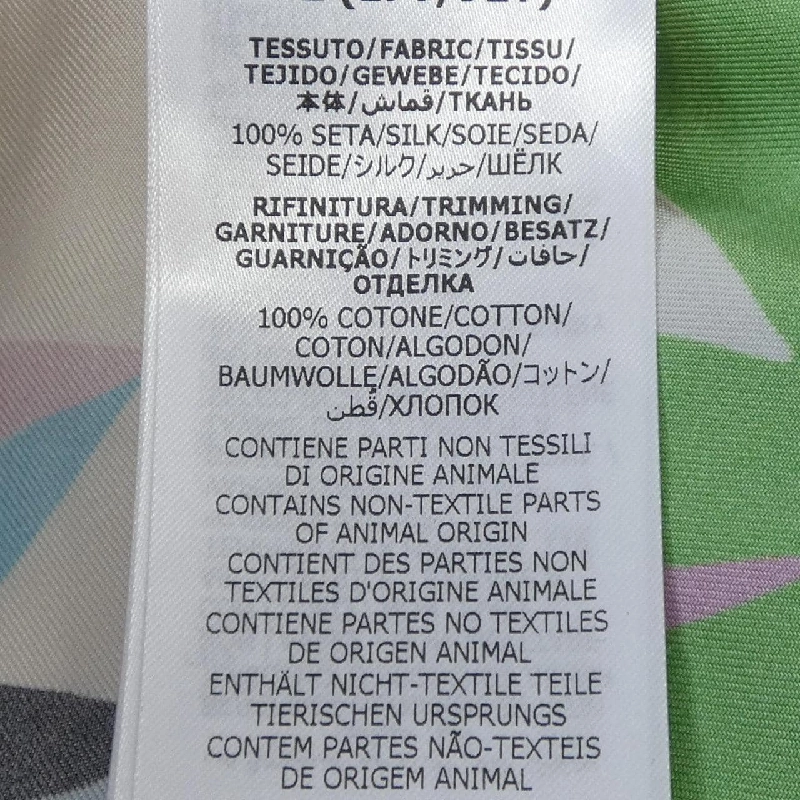 TESSUTO/FABRIC/TISSU/
TEJIDO/GEWEBE/TECIDO/
本体/قماش/ТКАНЬ
100% SETA/SILK/SOIE/SEDA/
SEIDE/シルク/حرير/ШЁЛК
RIFINITURA/TRIMMING/
GARNITURE/ADORNO/BESATZ/
GUARNIÇÃO/トリミング/حافات/
ОТДЕЛКА
100% COTONE/COTTON/
COTON/ALGODON/
BAUMWOLLE/ALGODÃO/コットン/
قُطن/ХЛОПОК
CONTIENE PARTI NON TESSILI
DI ORIGINE ANIMALE
CONTAINS NON-TEXTILE PARTS
OF ANIMAL ORIGIN
CONTIENT DES PARTIES NON
TEXTILES D'ORIGINE ANIMALE
CONTIENE PARTES NO TEXTILES
DE ORIGEN ANIMAL
ENTHÄLT NICHT-TEXTILE TEILE
TIERISCHEN URSPRUNGS
CONTEM PARTES NÃO-TEXTEIS
DE ORIGEM ANIMAL